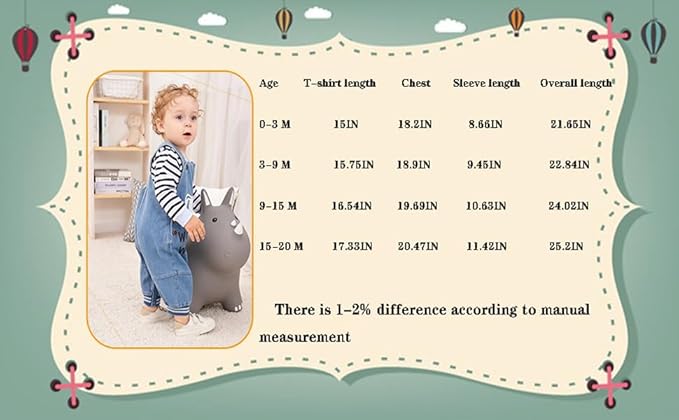 Age T-shirt length Chest Sleeve length Overall length
0-3 M 15IN 18.2IN 8.66IN 21.65IN
3-9 M 15.75IN 18.9IN 9.45IN 22.84IN
9-15 M 16.54IN 19.69IN 10.63IN 24.02IN
15-20 M 17.33IN 20.47IN 11.42IN 25.2IN
There is 1-2% difference according to manual
measurement